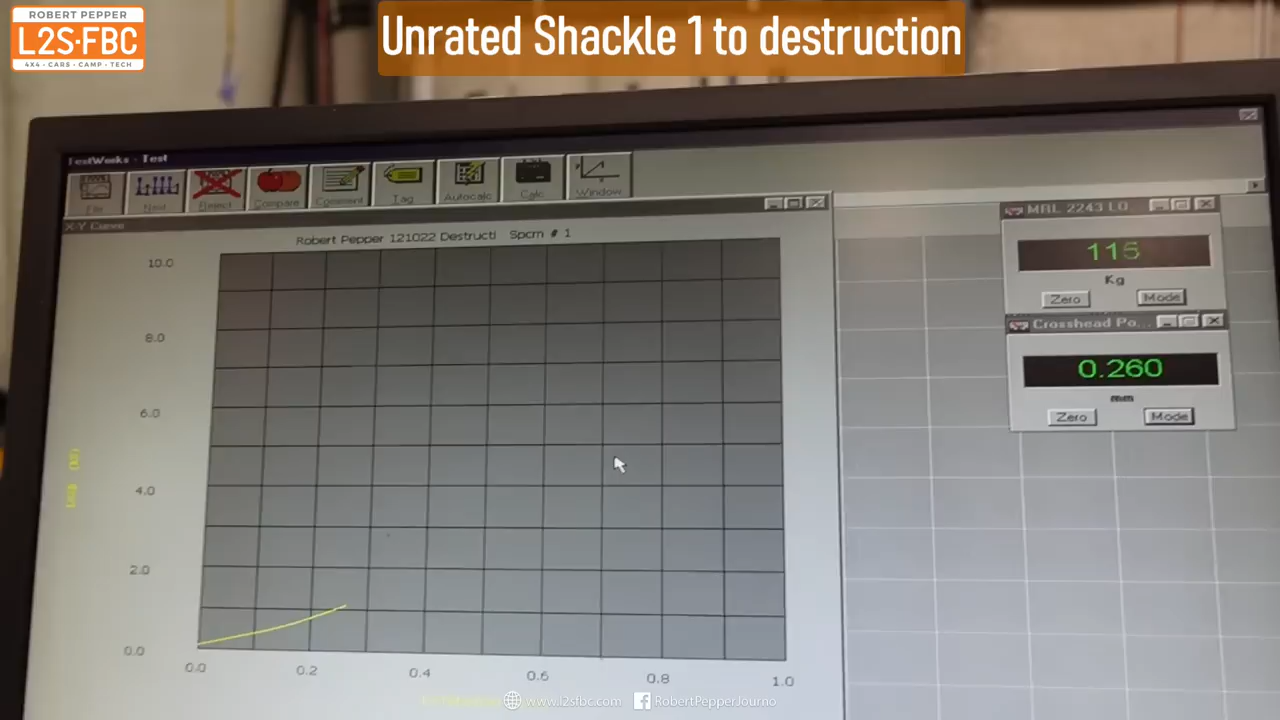 ROBERT PEPPER
L2S·FBC
4X4 · CARS · CAMP · TECH
Unrated Shackle 1 to destruction
TestWorks - Test
File
Next
Reject
Compare
Comment
Tag
Autocalc
Calc
Window
X-Y Curve
Robert Pepper 121022 Destructi Spcm # 1
10.0
8.0
6.0
4.0
2.0
0.0
0.0 0.2 0.4 0.6 0.8 1.0
MRL 2243 LO
115
Kg
Zero Mode
Crosshead Po...
0.260
mm
Zero Mode
www.l2sfbc.com RobertPepperJourno